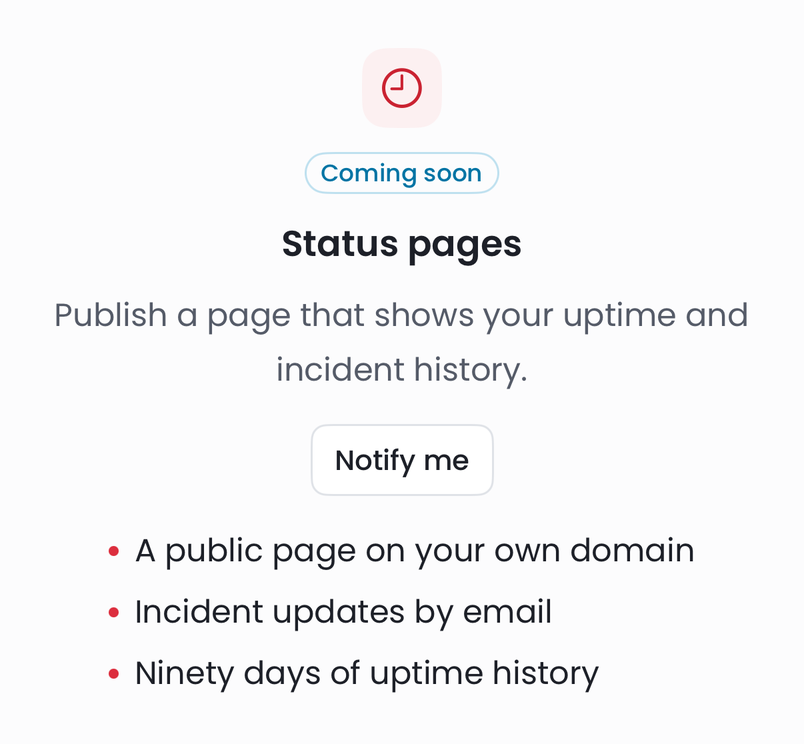 Coming soon
Status pages
Publish a page that shows your uptime and
incident history.
Notify me
• A public page on your own domain
• Incident updates by email
• Ninety days of uptime history